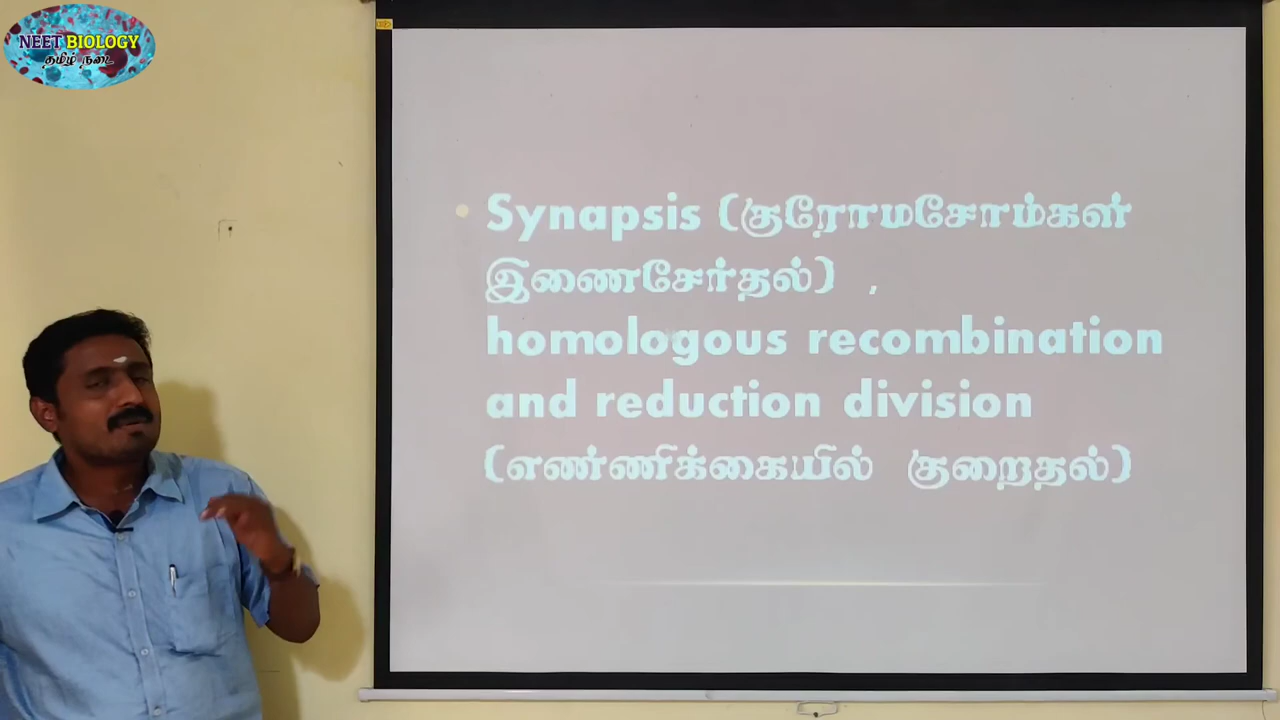 NEET BIOLOGY
தமிழ் நடை
Synapsis (குரோமசோம்கள்
இணைசேர்தல்) ,
homologous recombination
and reduction division
(எண்ணிக்கையில் குறைதல்)